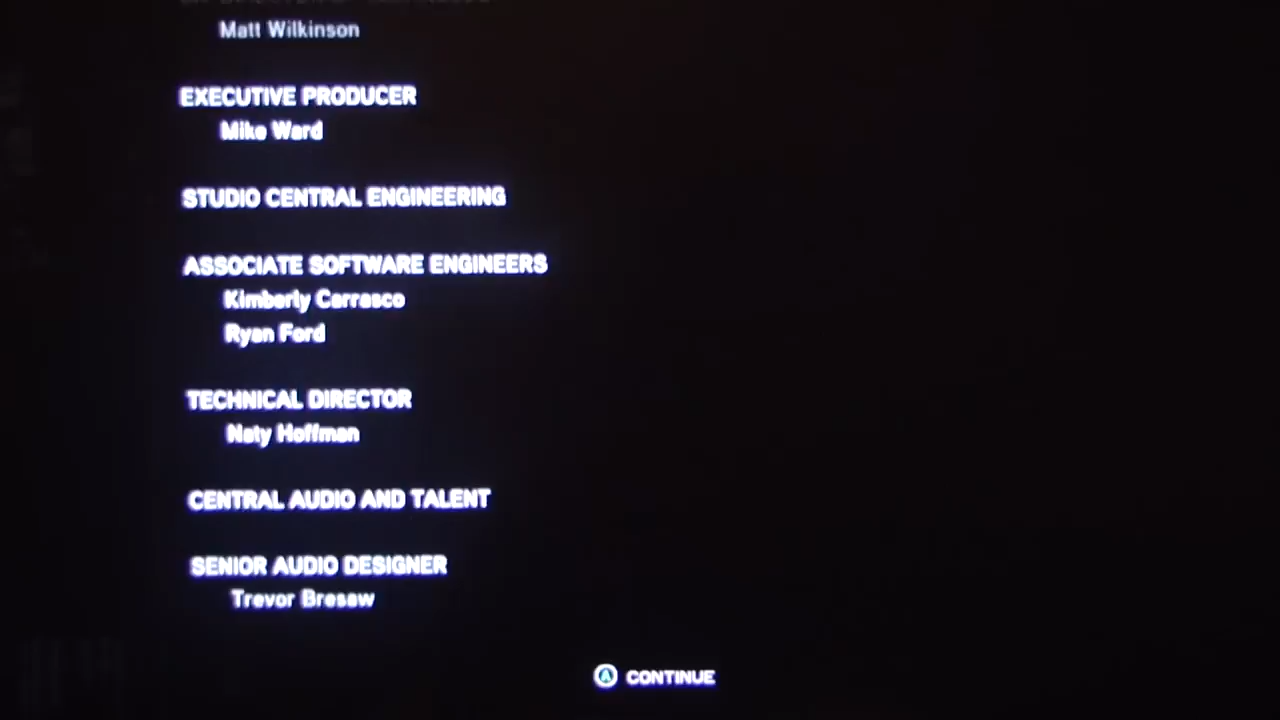 Matt Wilkinson
EXECUTIVE PRODUCER
Mike Ward
STUDIO CENTRAL ENGINEERING
ASSOCIATE SOFTWARE ENGINEERS
Kimberly Carrasco
Ryan Ford
TECHNICAL DIRECTOR
Naty Hoffman
CENTRAL AUDIO AND TALENT
SENIOR AUDIO DESIGNER
Trevor Bresaw
A CONTINUE